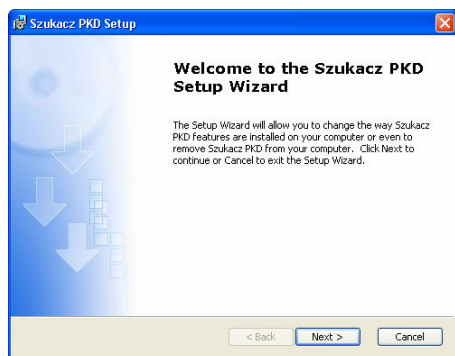 Szukacz PKD Setup
Welcome to the Szukacz PKD
Setup Wizard
The Setup Wizard will allow you to change the way Szukacz
PKD features are installed on your computer or even to
remove Szukacz PKD from your computer. Click Next to
continue or Cancel to exit the Setup Wizard.
< Back Next > Cancel